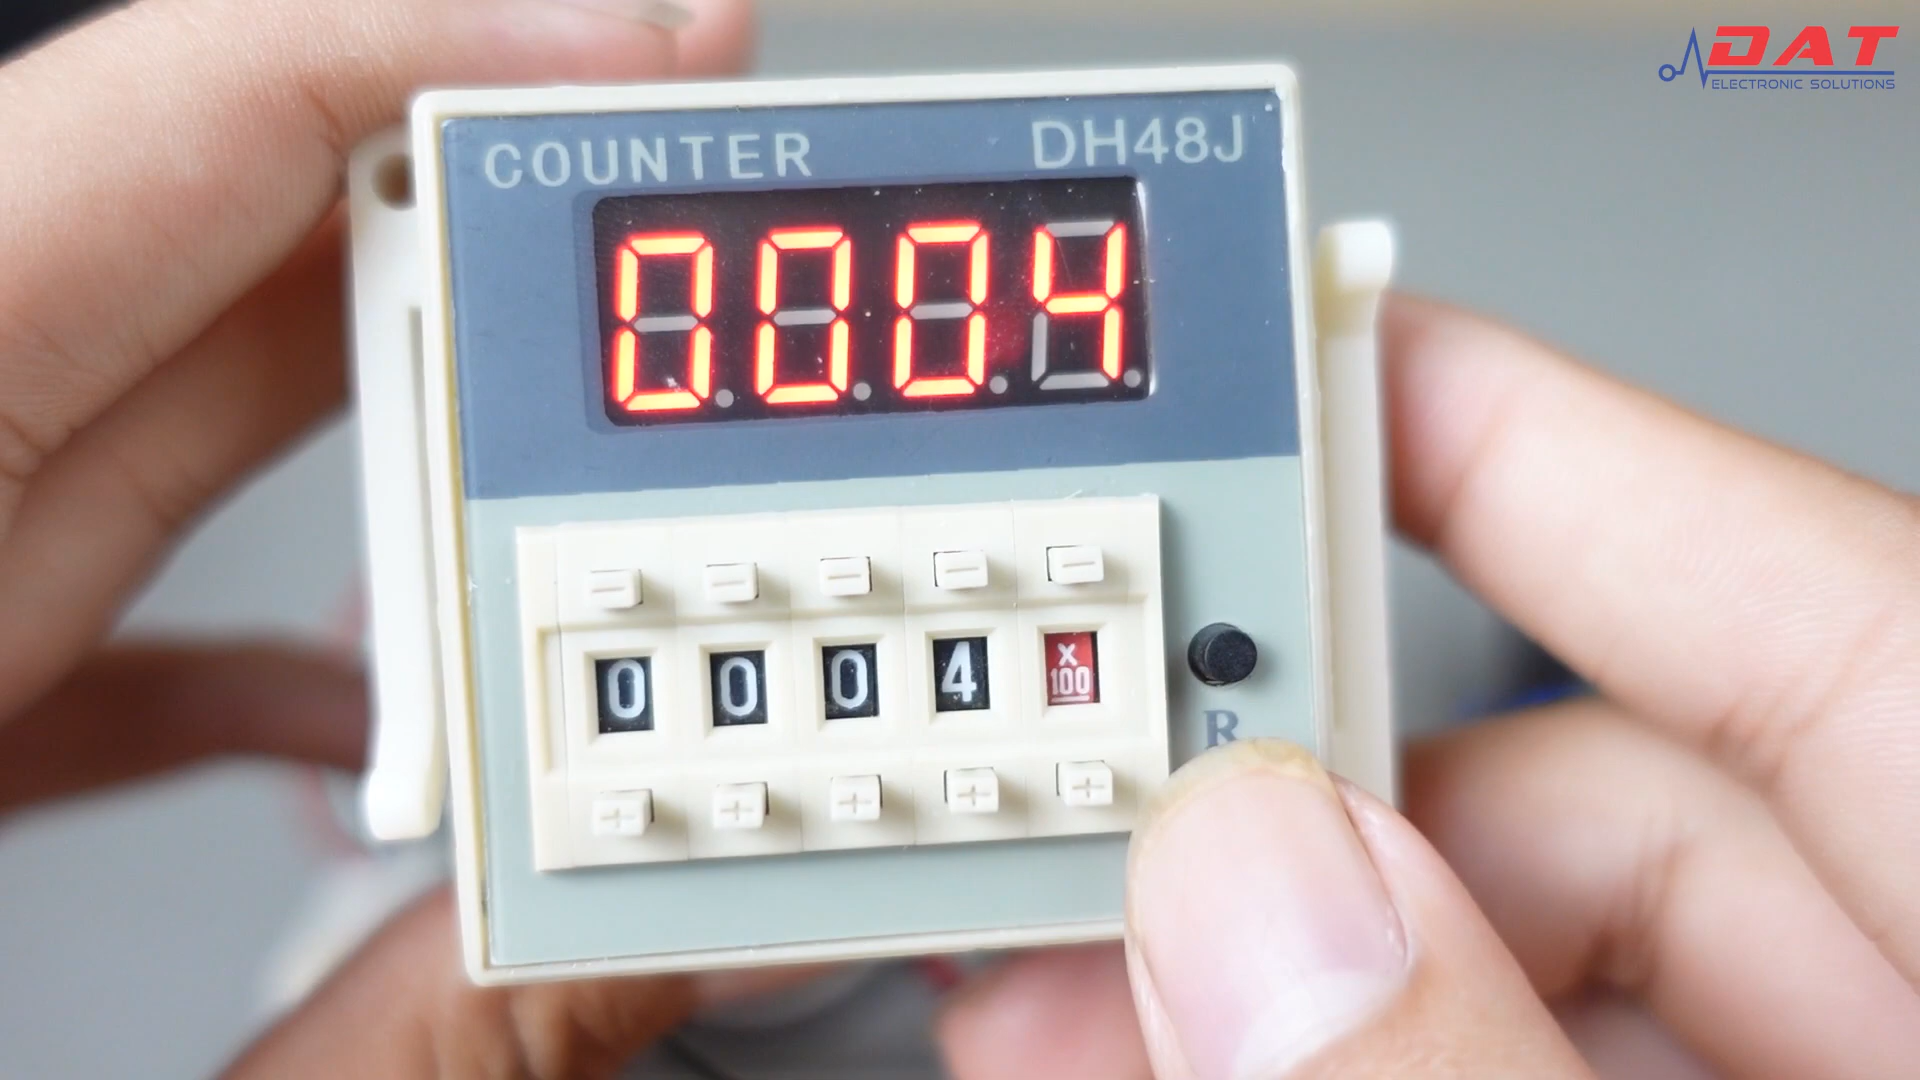 DAT
ELECTRONIC SOLUTIONS
COUNTER DH48J
0004
- - - - -
0 0 0 4 X 100
+ + + + +
R